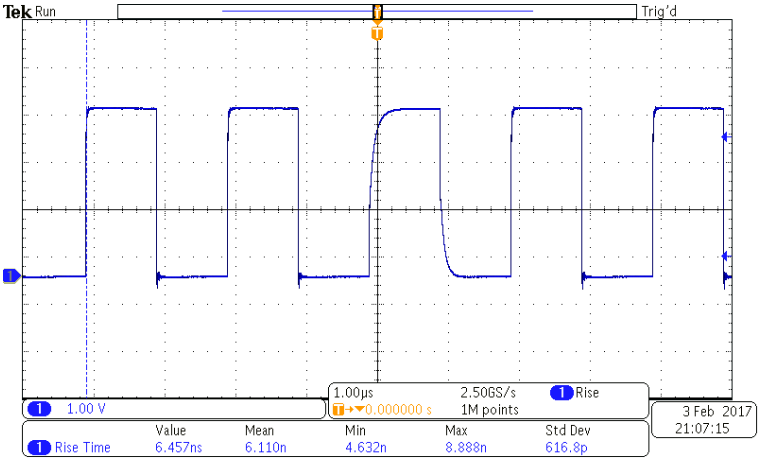 Tek Run Trig'd
T
T
1
1 1.00 V
1.00µs 2.50GS/s 1 Rise
T→▼0.000000 s 1M points
3 Feb 2017
21:07:15
Value Mean Min Max Std Dev
1 Rise Time 6.457ns 6.110n 4.632n 8.888n 616.8p